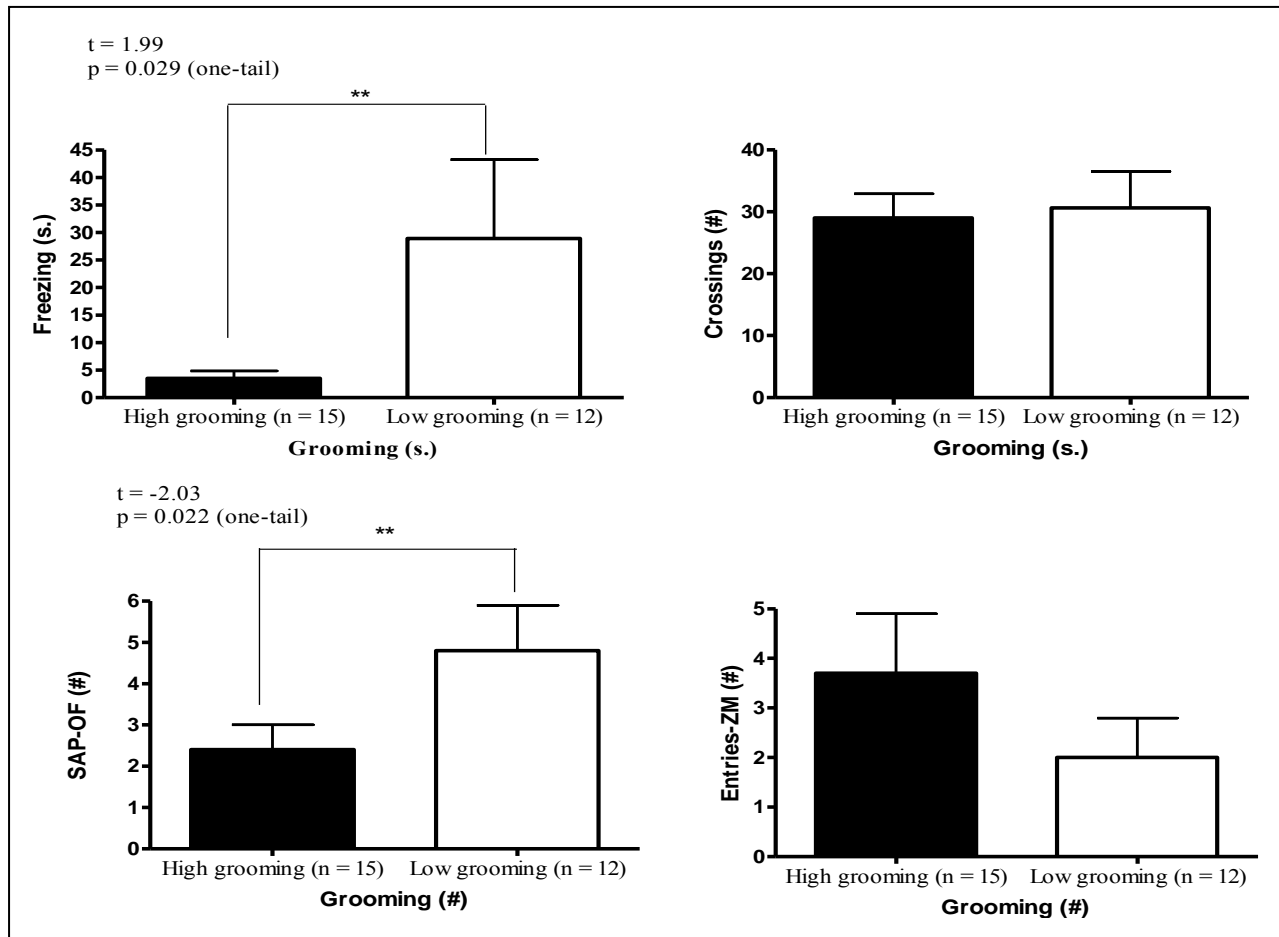 t = 1.99
p = 0.029 (one-tail)
**
Freezing (s.)
45
40
35
30
25
20
15
10
5
0
High grooming (n = 15)
Low grooming (n = 12)
Grooming (s.)
Crossings (#)
40
30
20
10
0
High grooming (n = 15)
Low grooming (n = 12)
Grooming (s.)
t = -2.03
p = 0.022 (one-tail)
**
SAP-OF (#)
6
5
4
3
2
1
0
High grooming (n = 15)
Low grooming (n = 12)
Grooming (#)
Entries-ZM (#)
5
4
3
2
1
0
High grooming (n = 15)
Low grooming (n = 12)
Grooming (#)